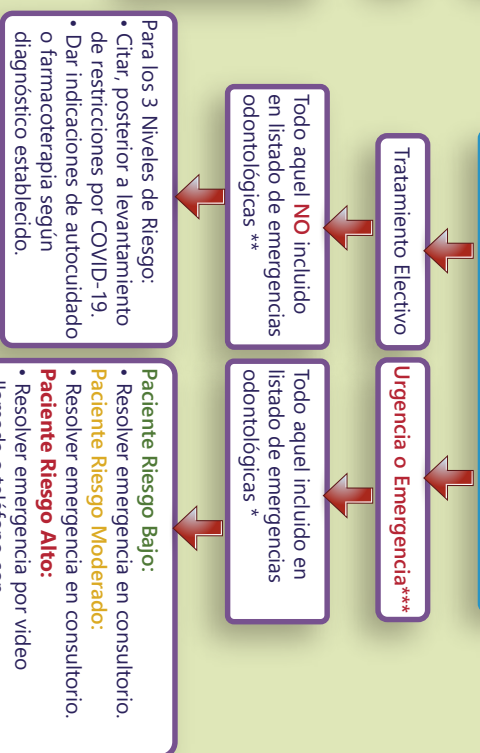 Tratamiento Electivo
Urgencia o Emergencia***
Todo aquel NO incluido
en listado de emergencias
odontológicas **
Todo aquel incluido en
listado de emergencias
odontológicas *
Para los 3 Niveles de Riesgo:
• Citar, posterior a levantamiento
de restricciones por COVID-19.
• Dar indicaciones de autocuidado
o farmacoterapia según
diagnóstico establecido.
Paciente Riesgo Bajo:
• Resolver emergencia en consultorio.
Paciente Riesgo Moderado:
• Resolver emergencia en consultorio.
Paciente Riesgo Alto:
• Resolver emergencia por video